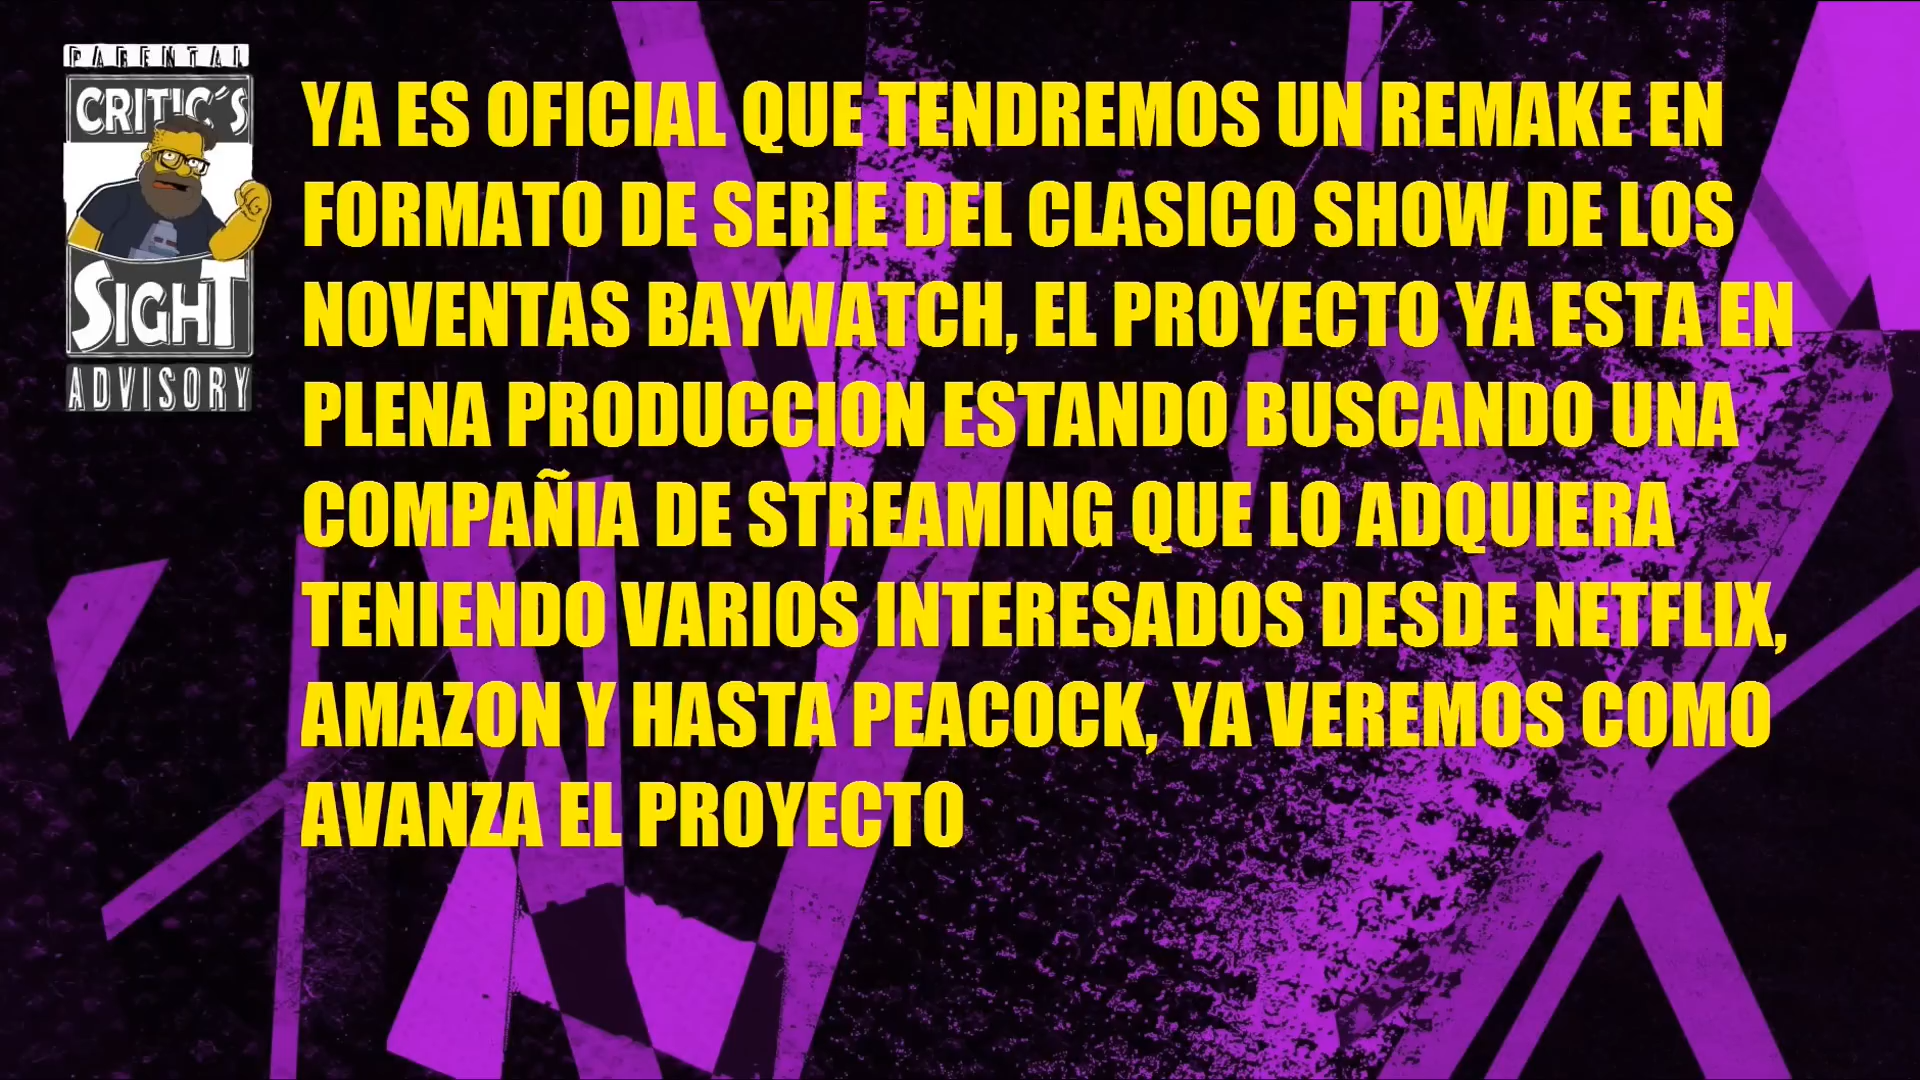 PARENTAL
CRITIC´S
SIGHT
ADVISORY
YA ES OFICIAL QUE TENDREMOS UN REMAKE EN
FORMATO DE SERIE DEL CLASICO SHOW DE LOS
NOVENTAS BAYWATCH, EL PROYECTO YA ESTA EN
PLENA PRODUCCION ESTANDO BUSCANDO UNA
COMPAÑIA DE STREAMING QUE LO ADQUIERA
TENIENDO VARIOS INTERESADOS DESDE NETFLIX,
AMAZON Y HASTA PEACOCK, YA VEREMOS COMO
AVANZA EL PROYECTO